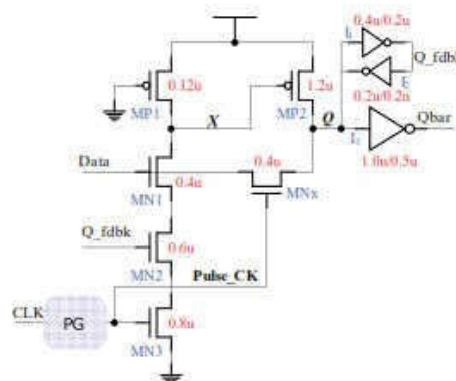 0.4u/0.2u
I₁
Q_fdbk
I₂
0.2u/0.2u
0.12u
1.2u
MP1
X
MP2
Q
Qbar
I₃
1.0u/0.5u
Data
0.4u
0.4u
MN1
MNx
Q_fdbk
0.6u
MN2
Pulse_CK
CLK
PG
0.8u
MN3